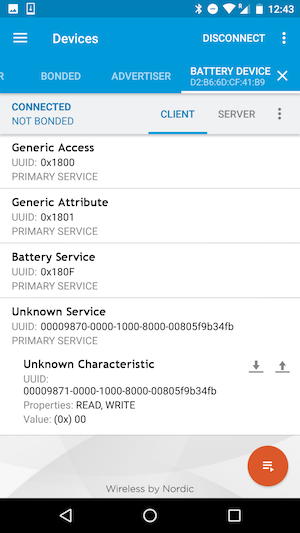 12:43
Devices
DISCONNECT
R
BONDED
ADVERTISER
BATTERY DEVICE
D2:B6:6D:CF:41:B9
CONNECTED
NOT BONDED
CLIENT
SERVER
Generic Access
UUID: 0x1800
PRIMARY SERVICE
Generic Attribute
UUID: 0x1801
PRIMARY SERVICE
Battery Service
UUID: 0x180F
PRIMARY SERVICE
Unknown Service
UUID: 00009870-0000-1000-8000-00805f9b34fb
PRIMARY SERVICE
Unknown Characteristic
UUID:
00009871-0000-1000-8000-00805f9b34fb
Properties: READ, WRITE
Value: (0x) 00
Wireless by Nordic